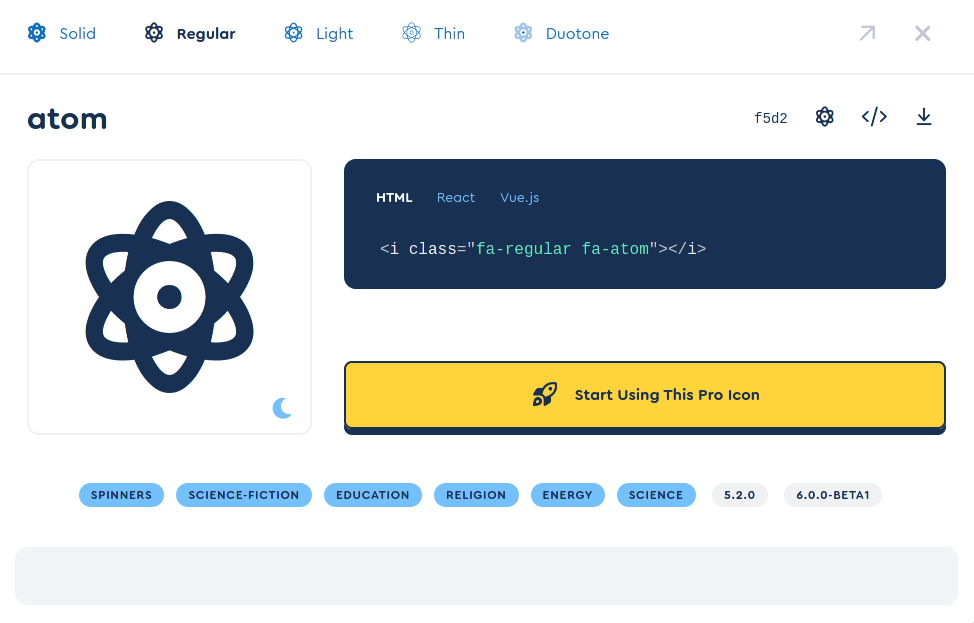 Solid Regular Light Thin Duotone
atom
f5d2
HTML React Vue.js
<i class="fa-regular fa-atom"></i>
Start Using This Pro Icon
SPINNERS SCIENCE-FICTION EDUCATION RELIGION ENERGY SCIENCE 5.2.0 6.0.0-BETA1